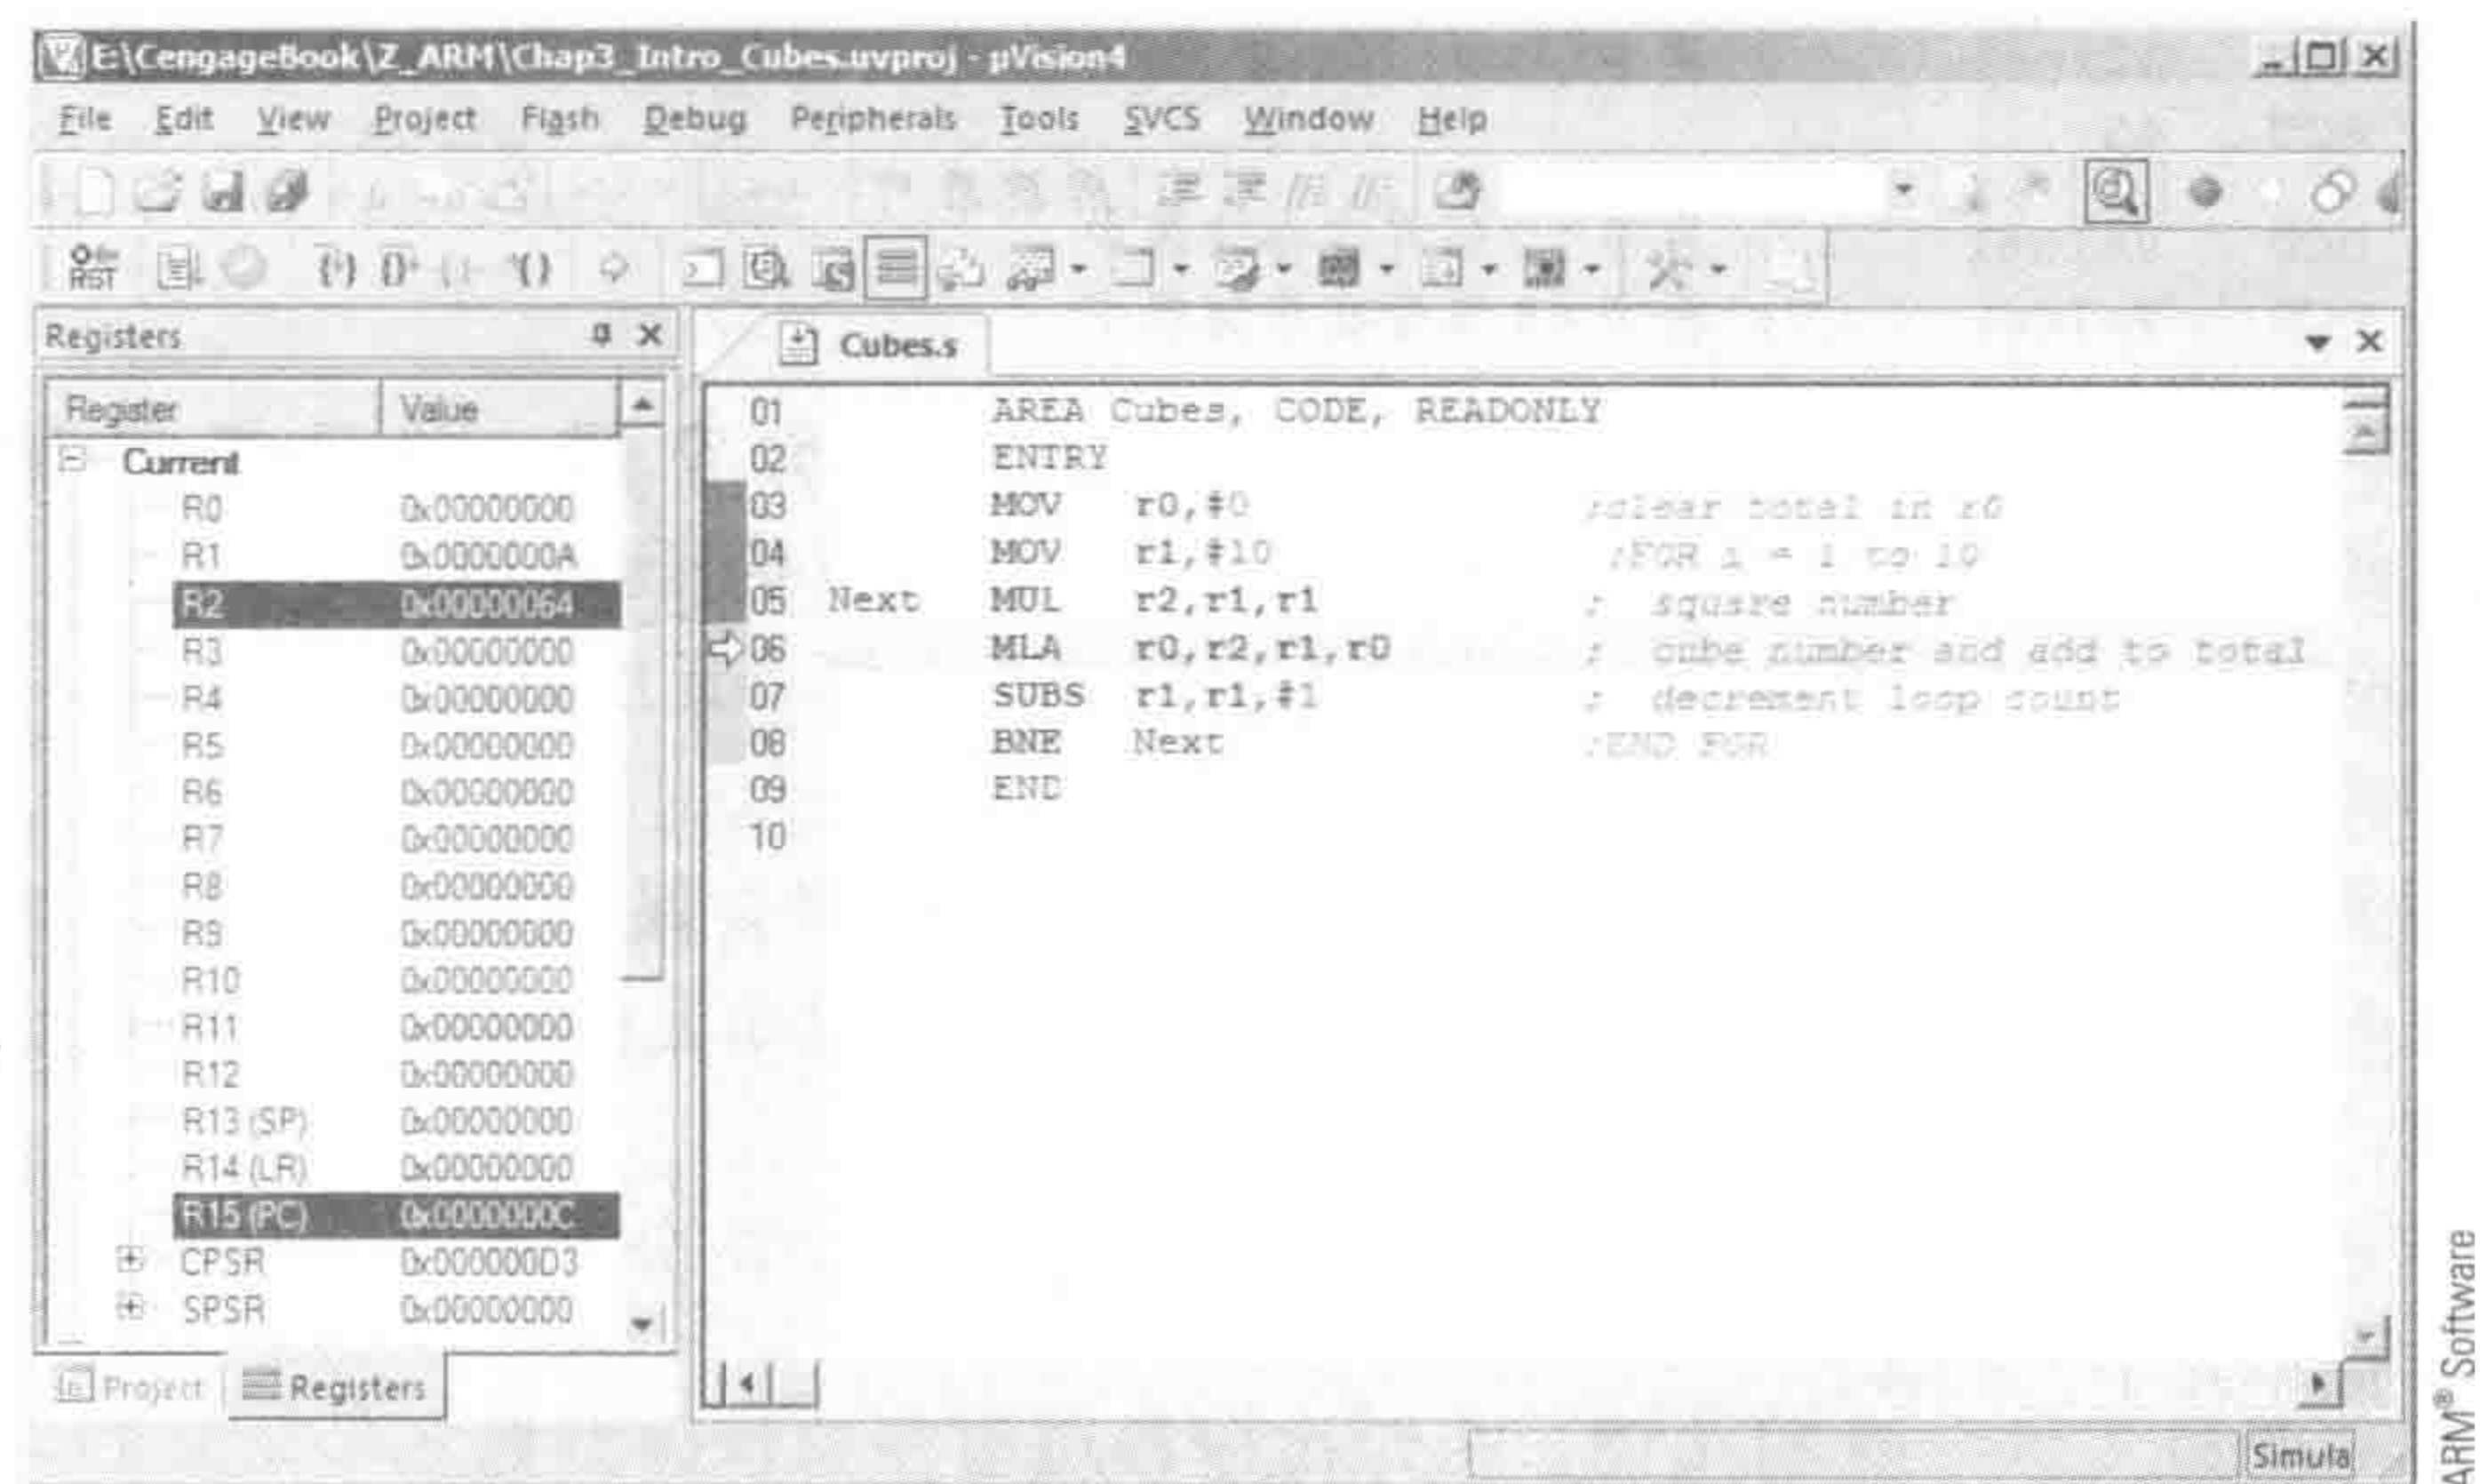 E:\CengageBook\Z_ARM\Chap3_Intro_Cubes.uvproj - µVision4
File Edit View Project Flash Debug Peripherals Tools SVCS Window Help
RST
Registers
Register Value
Current
R0 0x00000000
R1 0x0000000A
R2 0x00000064
R3 0x00000000
R4 0x00000000
R5 0x00000000
R6 0x00000000
R7 0x00000000
R8 0x00000000
R9 0x00000000
R10 0x00000000
R11 0x00000000
R12 0x00000000
R13 (SP) 0x00000000
R14 (LR) 0x00000000
R15 (PC) 0x0000000C
CPSR 0x000000D3
SPSR 0x00000000
Project Registers
Cubes.s
01 AREA Cubes, CODE, READONLY
02 ENTRY
03 MOV r0,#0 ;clear total in r0
04 MOV r1,#10 ;FOR i = 1 to 10
05 Next MUL r2,r1,r1 ; square number
06 MLA r0,r2,r1,r0 ; cube number and add to total
07 SUBS r1,r1,#1 ; decrement loop count
08 BNE Next ;END FOR
09 END
10
Simula
ARM® Software